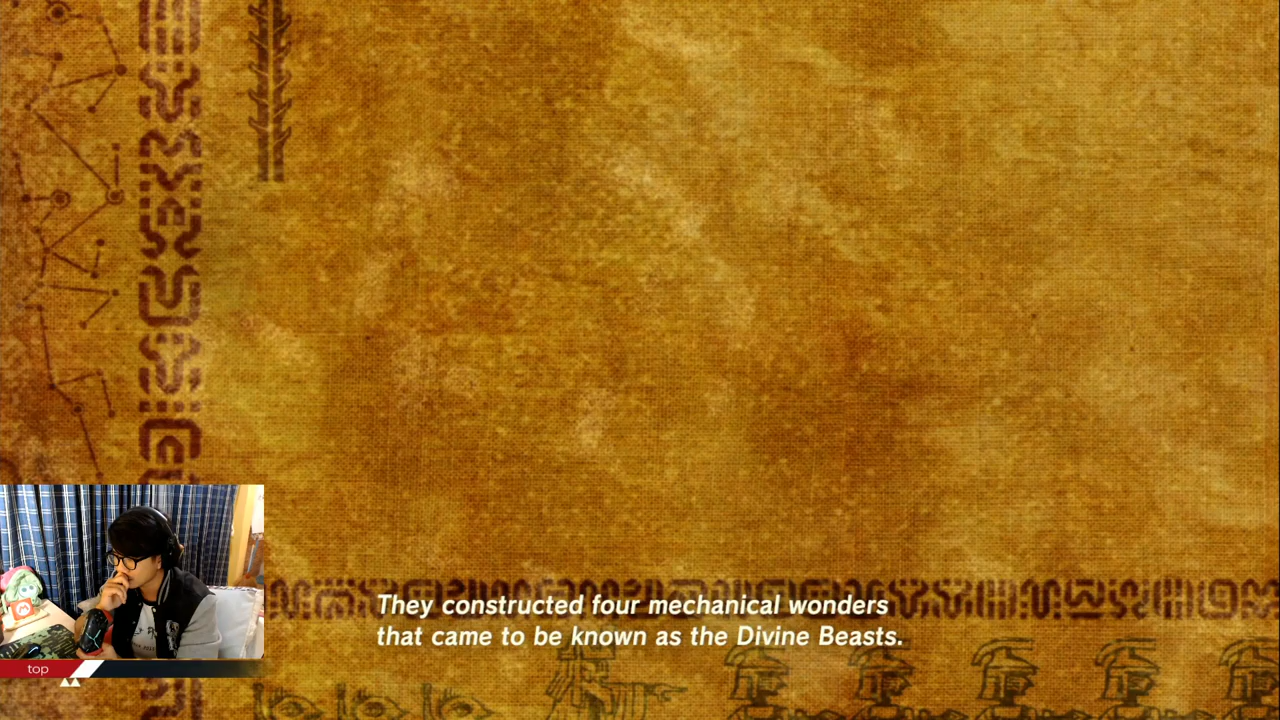 They constructed four mechanical wonders
that came to be known as the Divine Beasts.
top